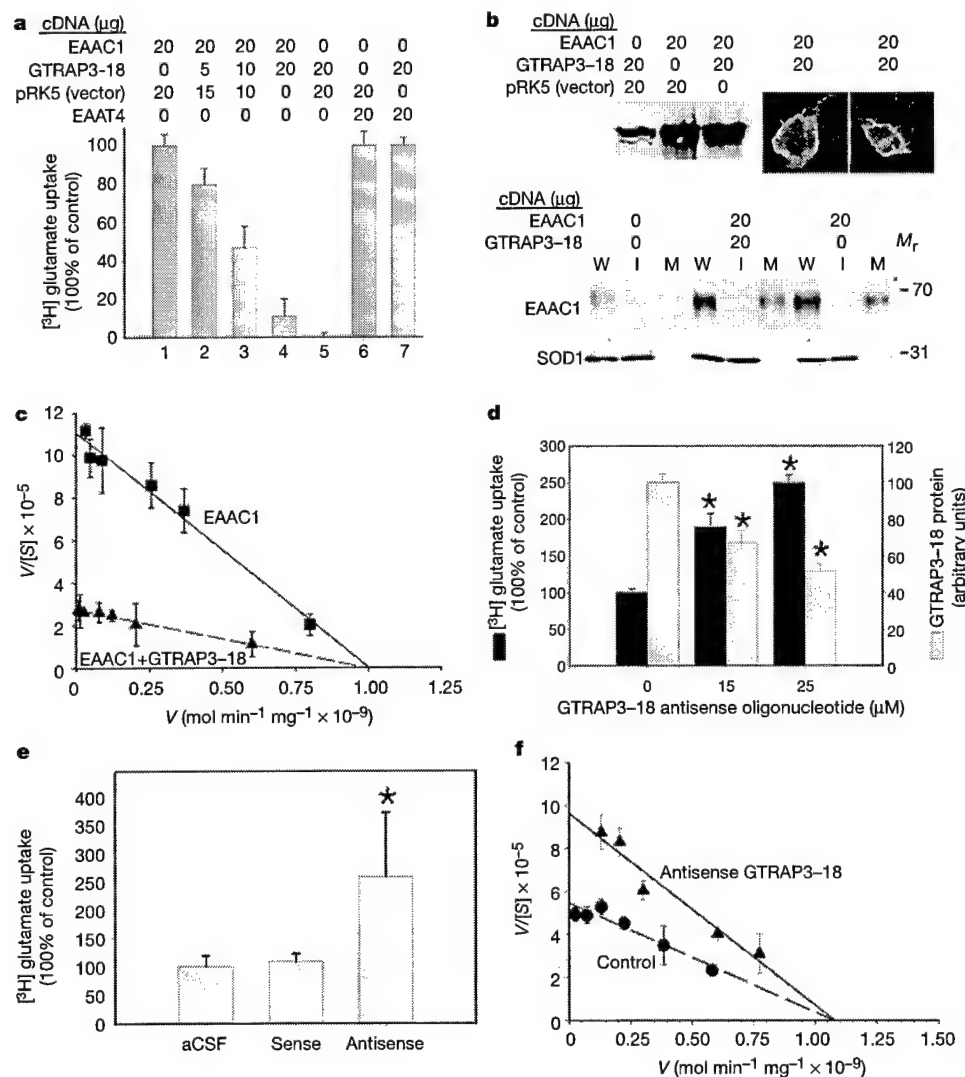 a
cDNA (µg)
EAAC1 20 20 20 20 0 0 0
GTRAP3-18 0 5 10 20 20 0 20
pRK5 (vector) 20 15 10 0 20 20 0
EAAT4 0 0 0 0 0 20 20
[³H] glutamate uptake
(100% of control)
100
80
60
40
20
0
1 2 3 4 5 6 7
b
cDNA (µg)
EAAC1 0 20 20 20 20
GTRAP3-18 20 0 20 20 20
pRK5 (vector) 20 20 0
cDNA (µg)
EAAC1 0 20 20
GTRAP3-18 0 20 0
Mr
W I M W I M W I M
EAAC1
-70
SOD1
-31
c
V/[S] × 10⁻⁵
12
10
8
6
4
2
0
EAAC1
EAAC1+GTRAP3-18
0 0.25 0.50 0.75 1.00 1.25
V (mol min⁻¹ mg⁻¹ × 10⁻⁹)
d
[³H] glutamate uptake
(100% of control)
300
250
200
150
100
50
0
120
100
80
60
40
20
0
GTRAP3-18 protein
(arbitrary units)
0 15 25
GTRAP3-18 antisense oligonucleotide (µM)
e
[³H] glutamate uptake
(100% of control)
400
350
300
250
200
150
100
50
0
aCSF Sense Antisense
f
V/[S] × 10⁻⁵
12
10
8
6
4
2
0
Antisense GTRAP3-18
Control
0 0.25 0.50 0.75 1.00 1.50
V (mol min⁻¹ mg⁻¹ × 10⁻⁹)